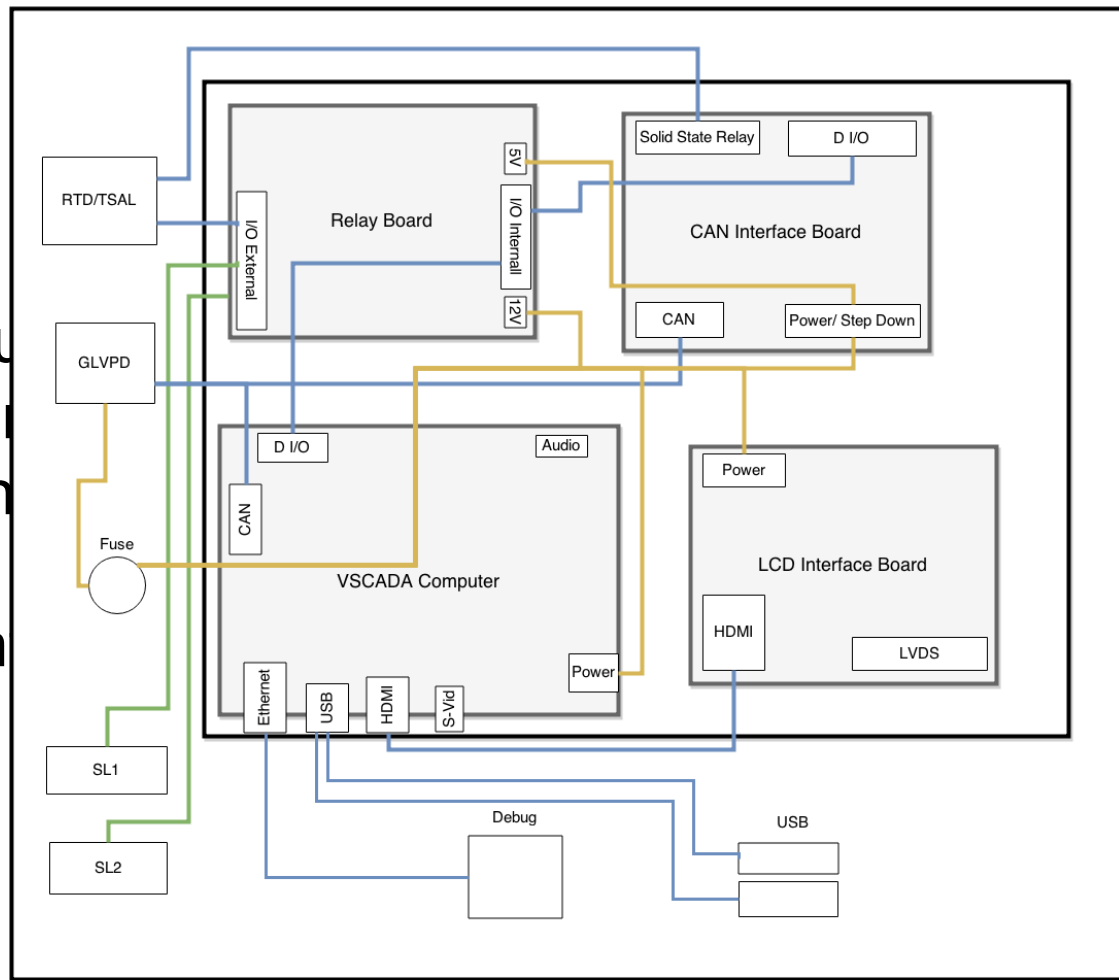 Solid State Relay
D I/O
5V
RTD/TSAL
I/O External
Relay Board
I/O Internall
CAN Interface Board
12V
CAN
Power/ Step Down
GLVPD
D I/O
Audio
Power
CAN
Fuse
VSCADA Computer
LCD Interface Board
HDMI
LVDS
Power
Ethernet
USB
HDMI
S-Vid
SL1
SL2
Debug
USB